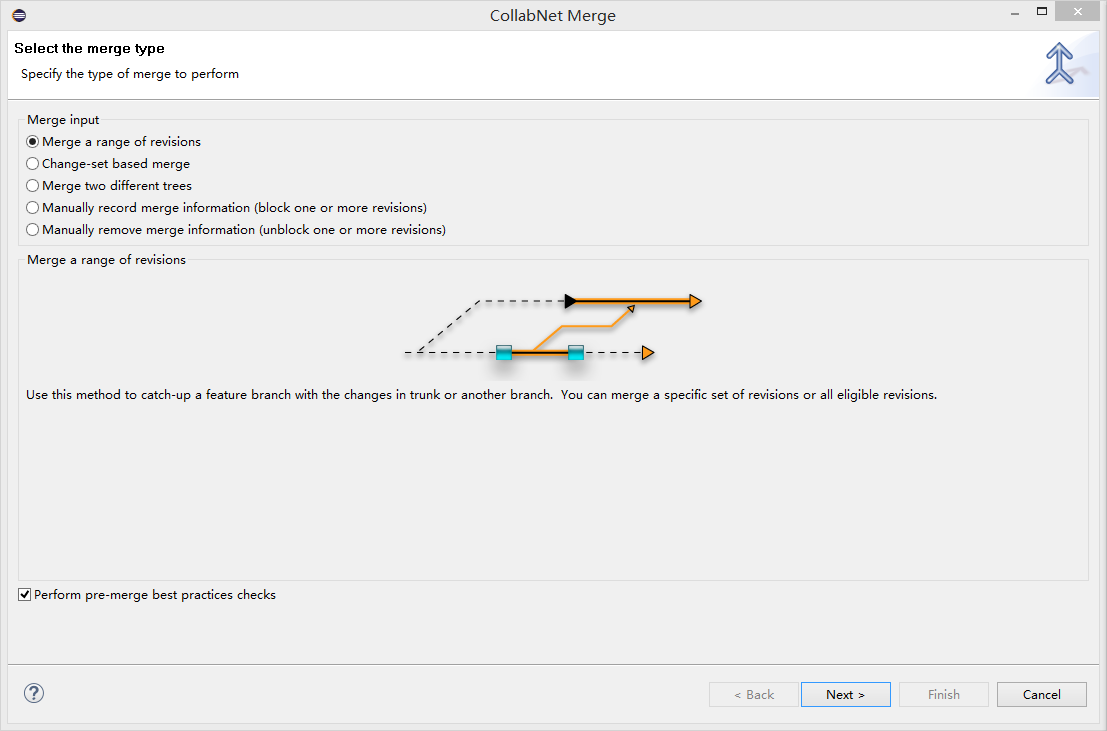 CollabNet Merge
Select the merge type
Specify the type of merge to perform
Merge input
Merge a range of revisions
Change-set based merge
Merge two different trees
Manually record merge information (block one or more revisions)
Manually remove merge information (unblock one or more revisions)
Merge a range of revisions
Use this method to catch-up a feature branch with the changes in trunk or another branch.  You can merge a specific set of revisions or all eligible revisions.
Perform pre-merge best practices checks
?
< Back
Next >
Finish
Cancel